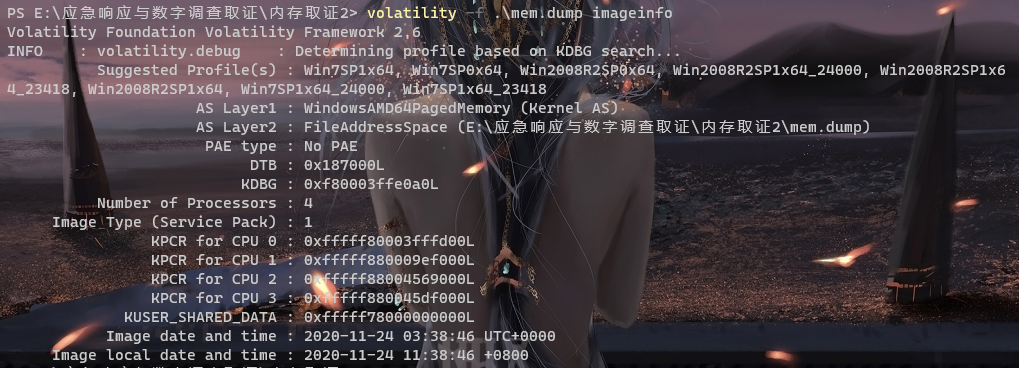 PS E:\应急响应与数字调查取证\内存取证2> volatility -f .\mem.dump imageinfo
Volatility Foundation Volatility Framework 2.6
INFO    : volatility.debug    : Determining profile based on KDBG search...
Suggested Profile(s) : Win7SP1x64, Win7SP0x64, Win2008R2SP0x64, Win2008R2SP1x64_24000, Win2008R2SP1x6
4_23418, Win2008R2SP1x64, Win7SP1x64_24000, Win7SP1x64_23418
AS Layer1 : WindowsAMD64PagedMemory (Kernel AS)
AS Layer2 : FileAddressSpace (E:\应急响应与数字调查取证\内存取证2\mem.dump)
PAE type : No PAE
DTB : 0x187000L
KDBG : 0xf80003ffe0a0L
Number of Processors : 4
Image Type (Service Pack) : 1
KPCR for CPU 0 : 0xfffff80003fffd00L
KPCR for CPU 1 : 0xfffff880009ef000L
KPCR for CPU 2 : 0xfffff88004569000L
KPCR for CPU 3 : 0xfffff880045df000L
KUSER_SHARED_DATA : 0xfffff78000000000L
Image date and time : 2020-11-24 03:38:46 UTC+0000
Image local date and time : 2020-11-24 11:38:46 +0800